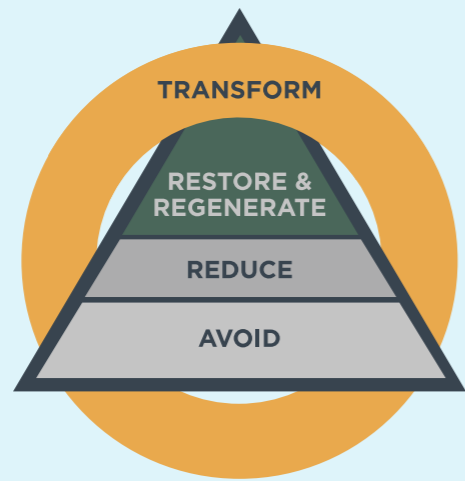 TRANSFORM
RESTORE &
REGENERATE
REDUCE
AVOID